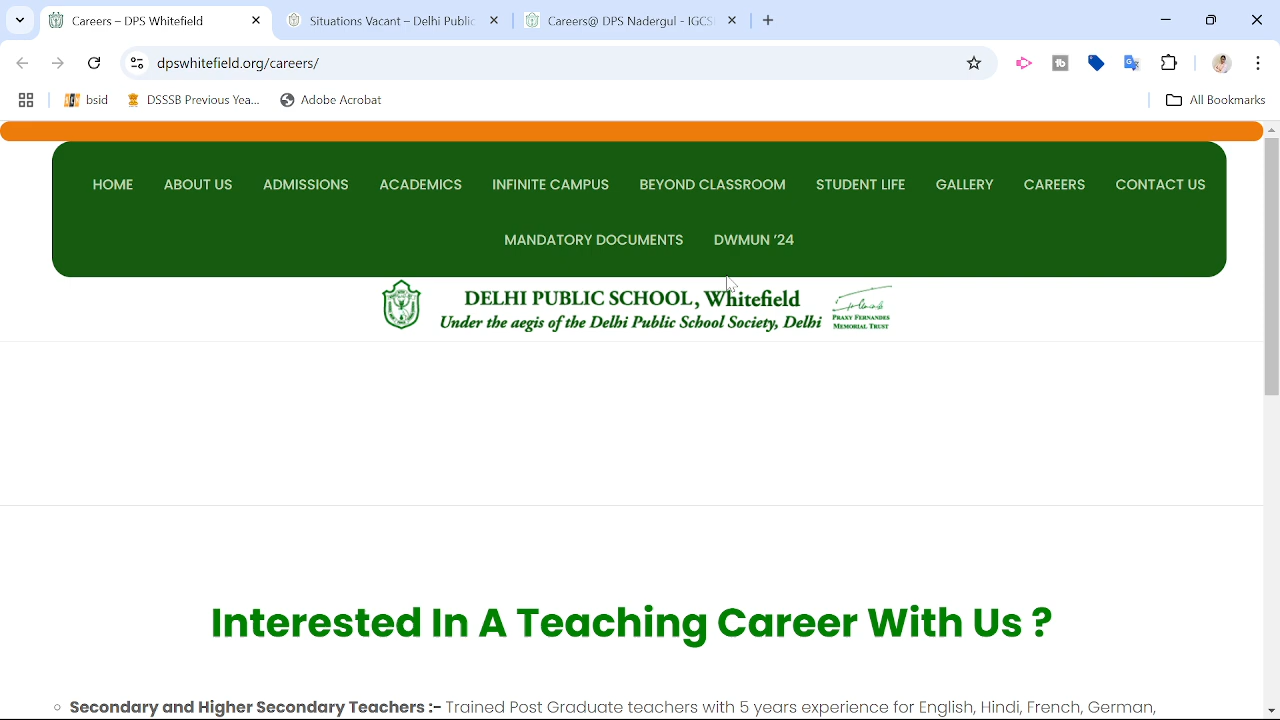 Careers – DPS Whitefield
Situations Vacant – Delhi Public
Careers@ DPS Nadergul - IGCS
dpswhitefield.org/careers/
bsid
DSSSB Previous Yea...
Adobe Acrobat
All Bookmarks
HOME ABOUT US ADMISSIONS ACADEMICS INFINITE CAMPUS BEYOND CLASSROOM STUDENT LIFE GALLERY CAREERS CONTACT US
MANDATORY DOCUMENTS DWMUN ’24
DELHI PUBLIC SCHOOL, Whitefield
Under the aegis of the Delhi Public School Society, Delhi
PRAXY FERNANDES
MEMORIAL TRUST
Interested In A Teaching Career With Us ?
Secondary and Higher Secondary Teachers :- Trained Post Graduate teachers with 5 years experience for English, Hindi, French, German,